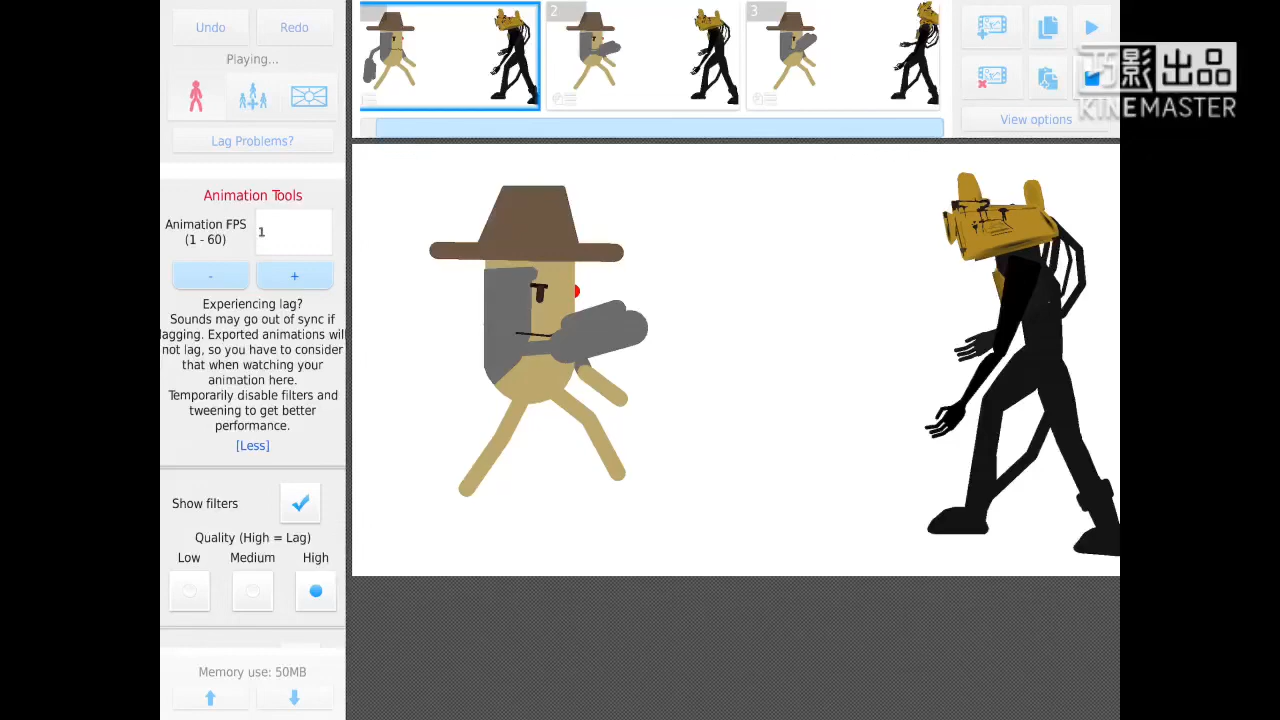 Undo
Redo
Playing...
Lag Problems?
Animation Tools
Animation FPS
(1 - 60)
1
-
+
Experiencing lag?
Sounds may go out of sync if
lagging. Exported animations will
not lag, so you have to consider
that when watching your
animation here.
Temporarily disable filters and
tweening to get better
performance.
[Less]
Show filters
Quality (High = Lag)
Low
Medium
High
Memory use: 50MB
2
3
View options
巧影出品
KINEMASTER